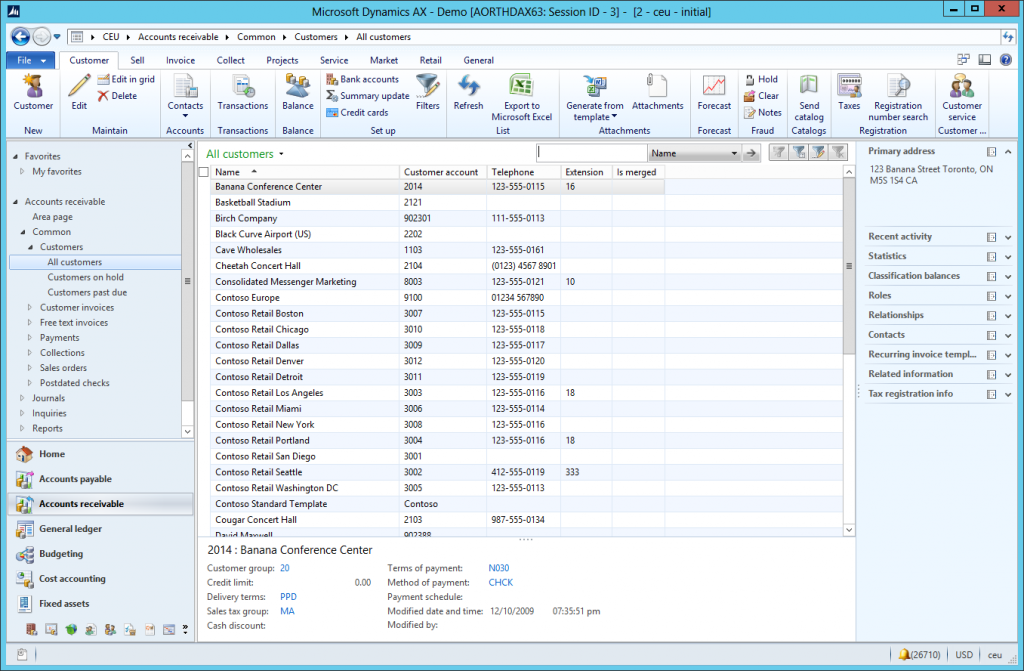 Microsoft Dynamics AX - Demo [AORTHDAX63: Session ID - 3] - [2 - ceu - initial]
CEU Accounts receivable Common Customers All customers
File Customer Sell Invoice Collect Projects Service Market Retail General
Customer
New
Edit
Edit in grid
Delete
Maintain
Contacts
Accounts
Transactions
Transactions
Balance
Balance
Bank accounts
Summary update
Credit cards
Set up
Filters
Refresh
Export to
Microsoft Excel
List
Generate from
template
Attachments
Attachments
Forecast
Forecast
Hold
Clear
Notes
Fraud
Send
catalog
Catalogs
Taxes
Registration
number search
Registration
Customer
service
Customer ...
Favorites
My favorites
Accounts receivable
Area page
Common
Customers
All customers
Customers on hold
Customers past due
Customer invoices
Free text invoices
Payments
Collections
Sales orders
Postdated checks
Journals
Inquiries
Reports
Home
Accounts payable
Accounts receivable
General ledger
Budgeting
Cost accounting
Fixed assets
All customers
Name
Name Customer account Telephone Extension Is merged
Banana Conference Center 2014 123-555-0115 16
Basketball Stadium 2121
Birch Company 902301 111-555-0113
Black Curve Airport (US) 2202
Cave Wholesales 1103 123-555-0161
Cheetah Concert Hall 2104 (0123) 4567 8901
Consolidated Messenger Marketing 8003 123-555-0121 10
Contoso Europe 9100 01234 567890
Contoso Retail Boston 3007 123-555-0115
Contoso Retail Chicago 3010 123-555-0118
Contoso Retail Dallas 3009 123-555-0117
Contoso Retail Denver 3012 123-555-0120
Contoso Retail Detroit 3011 123-555-0119
Contoso Retail Los Angeles 3003 123-555-0116 18
Contoso Retail Miami 3006 123-555-0114
Contoso Retail New York 3008 123-555-0116
Contoso Retail Portland 3004 123-555-0116 18
Contoso Retail San Diego 3001
Contoso Retail Seattle 3002 412-555-0119 333
Contoso Retail Washington DC 3005 123-555-0113
Contoso Standard Template Contoso
Cougar Concert Hall 2103 987-555-0134
David Maxwell 902388
2014 : Banana Conference Center
Customer group: 20 Terms of payment: N030
Credit limit: 0.00 Method of payment: CHCK
Delivery terms: PPD Payment schedule:
Sales tax group: MA Modified date and time: 12/10/2009 07:35:51 pm
Cash discount: Modified by:
Primary address
123 Banana Street Toronto, ON
M5S 1S4 CA
Recent activity
Statistics
Classification balances
Roles
Relationships
Contacts
Recurring invoice templ...
Related information
Tax registration info
(26710) USD ceu